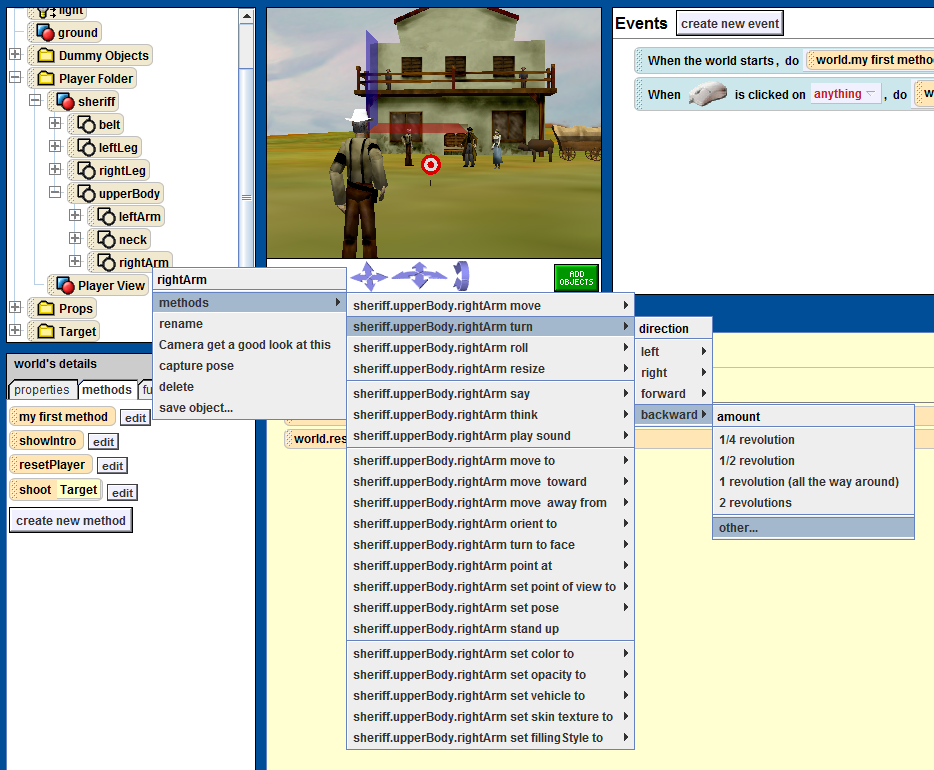 light
ground
Dummy Objects
Player Folder
sheriff
belt
leftLeg
rightLeg
upperBody
leftArm
neck
rightArm
Player View
Props
Target
world's details
properties
methods
fu
my first method
edit
showIntro
edit
resetPlayer
edit
shoot Target
edit
create new method
ADD OBJECTS
Events
create new event
When the world starts, do world.my first metho
When is clicked on anything, do w
rightArm
methods
rename
Camera get a good look at this
capture pose
delete
save object...
world.res
sheriff.upperBody.rightArm move
sheriff.upperBody.rightArm turn
sheriff.upperBody.rightArm roll
sheriff.upperBody.rightArm resize
sheriff.upperBody.rightArm say
sheriff.upperBody.rightArm think
sheriff.upperBody.rightArm play sound
sheriff.upperBody.rightArm move to
sheriff.upperBody.rightArm move toward
sheriff.upperBody.rightArm move away from
sheriff.upperBody.rightArm orient to
sheriff.upperBody.rightArm turn to face
sheriff.upperBody.rightArm point at
sheriff.upperBody.rightArm set point of view to
sheriff.upperBody.rightArm set pose
sheriff.upperBody.rightArm stand up
sheriff.upperBody.rightArm set color to
sheriff.upperBody.rightArm set opacity to
sheriff.upperBody.rightArm set vehicle to
sheriff.upperBody.rightArm set skin texture to
sheriff.upperBody.rightArm set fillingStyle to
direction
left
right
forward
backward
amount
1/4 revolution
1/2 revolution
1 revolution (all the way around)
2 revolutions
other...